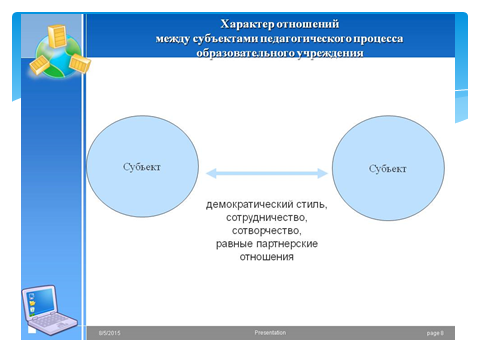 Характер отношений
между субъектами педагогического процесса
образовательного учреждения
Субъект
Субъект
демократический стиль,
сотрудничество,
сотворчество,
равные партнерские
отношения
8/5/2015
Presentation
page 6